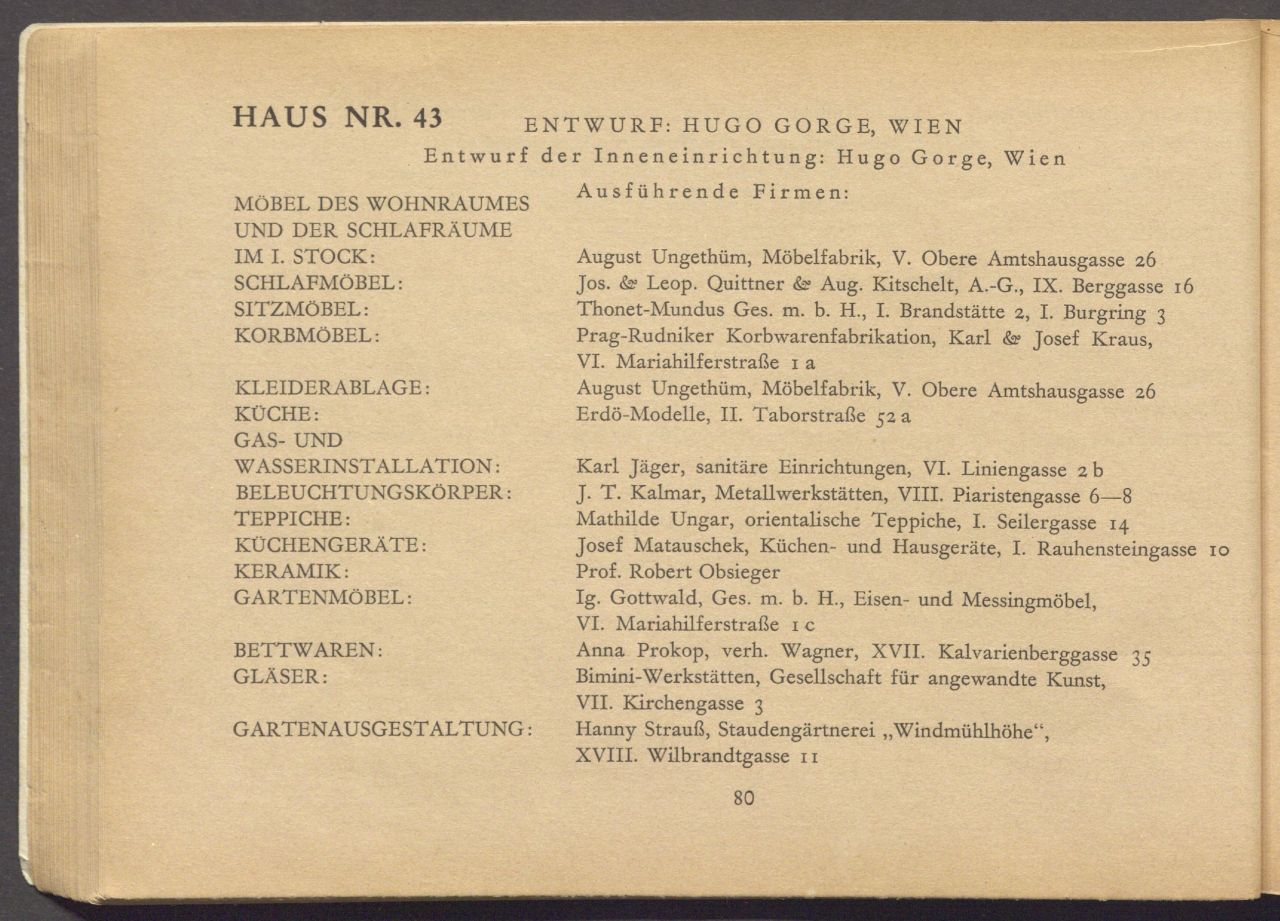 HAUS NR. 43 ENTWURF: HUGO GORGE, WIEN
Entwurf der Inneneinrichtung: Hugo Gorge, Wien
Ausführende Firmen:
MÖBEL DES WOHNRAUMES
UND DER SCHLAFRÄUME
IM I. STOCK: August Ungethüm, Möbelfabrik, V. Obere Amtshausgasse 26
SCHLAFMÖBEL: Jos. & Leop. Quittner & Aug. Kitschelt, A.-G., IX. Berggasse 16
SITZMÖBEL: Thonet-Mundus Ges. m. b. H., I. Brandstätte 2, I. Burgring 3
KORBMÖBEL: Prag-Rudniker Korbwarenfabrikation, Karl & Josef Kraus,
VI. Mariahilferstraße 1 a
KLEIDERABLAGE: August Ungethüm, Möbelfabrik, V. Obere Amtshausgasse 26
KÜCHE: Erdö-Modelle, II. Taborstraße 52 a
GAS- UND
WASSERINSTALLATION: Karl Jäger, sanitäre Einrichtungen, VI. Liniengasse 2 b
BELEUCHTUNGSKÖRPER: J. T. Kalmar, Metallwerkstätten, VIII. Piaristengasse 6—8
TEPPICHE: Mathilde Ungar, orientalische Teppiche, I. Seilergasse 14
KÜCHENGERÄTE: Josef Matauschek, Küchen- und Hausgeräte, I. Rauhensteingasse 10
KERAMIK: Prof. Robert Obsieger
GARTENMÖBEL: Ig. Gottwald, Ges. m. b. H., Eisen- und Messingmöbel,
VI. Mariahilferstraße 1 c
BETTWAREN: Anna Prokop, verh. Wagner, XVII. Kalvarienberggasse 35
GLÄSER: Bimini-Werkstätten, Gesellschaft für angewandte Kunst,
VII. Kirchengasse 3
GARTENAUSGESTALTUNG: Hanny Strauß, Staudengärtnerei „Windmühlhöhe“,
XVIII. Wilbrandtgasse 11
80